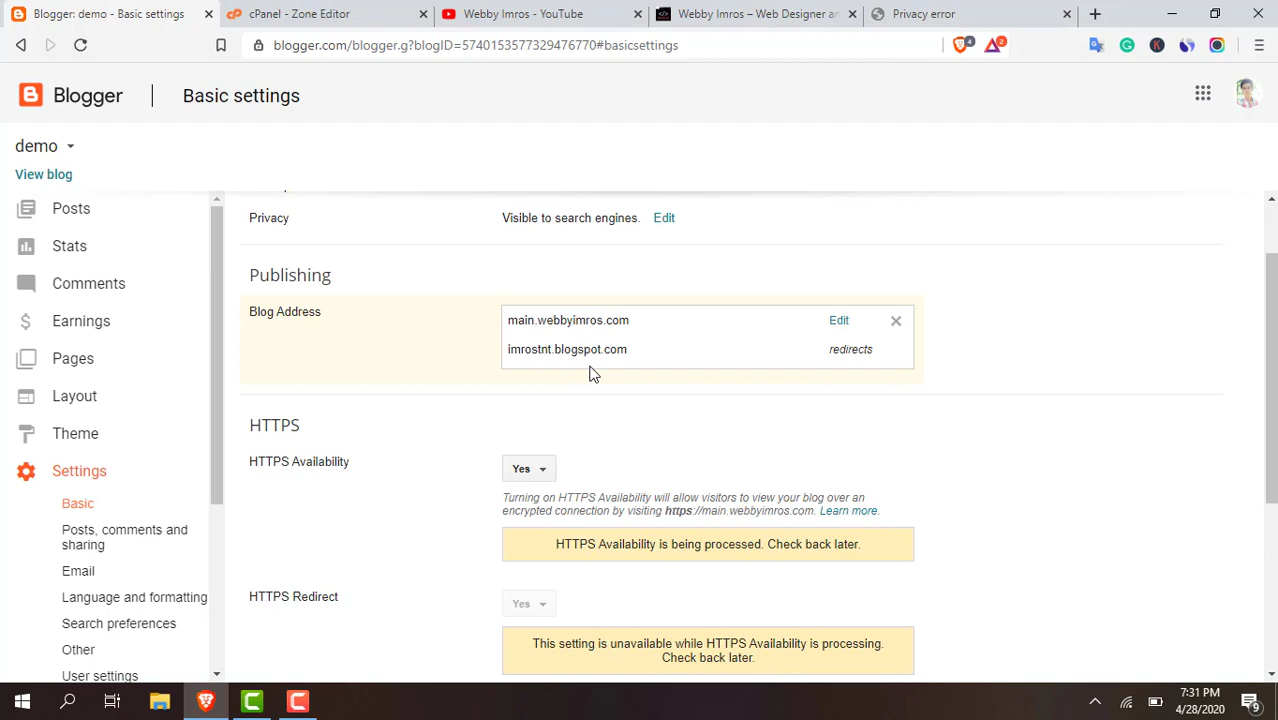 Blogger: demo - Basic settings
cPanel - Zone Editor
Webby Imros - YouTube
Webby Imros – Web Designer an
Privacy error
blogger.com/blogger.g?blogID=5740153577329476770#basicsettings
4
2
Blogger
Basic settings
demo
View blog
Posts
Stats
Comments
Earnings
Pages
Layout
Theme
Settings
Basic
Posts, comments and
sharing
Email
Language and formatting
Search preferences
Other
User settings
Privacy
Visible to search engines. Edit
Publishing
Blog Address
main.webbyimros.com
Edit
imrostnt.blogspot.com
redirects
HTTPS
HTTPS Availability
Yes
Turning on HTTPS Availability will allow visitors to view your blog over an
encrypted connection by visiting https://main.webbyimros.com. Learn more.
HTTPS Availability is being processed. Check back later.
HTTPS Redirect
Yes
This setting is unavailable while HTTPS Availability is processing.
Check back later.
7:31 PM
4/28/2020
9